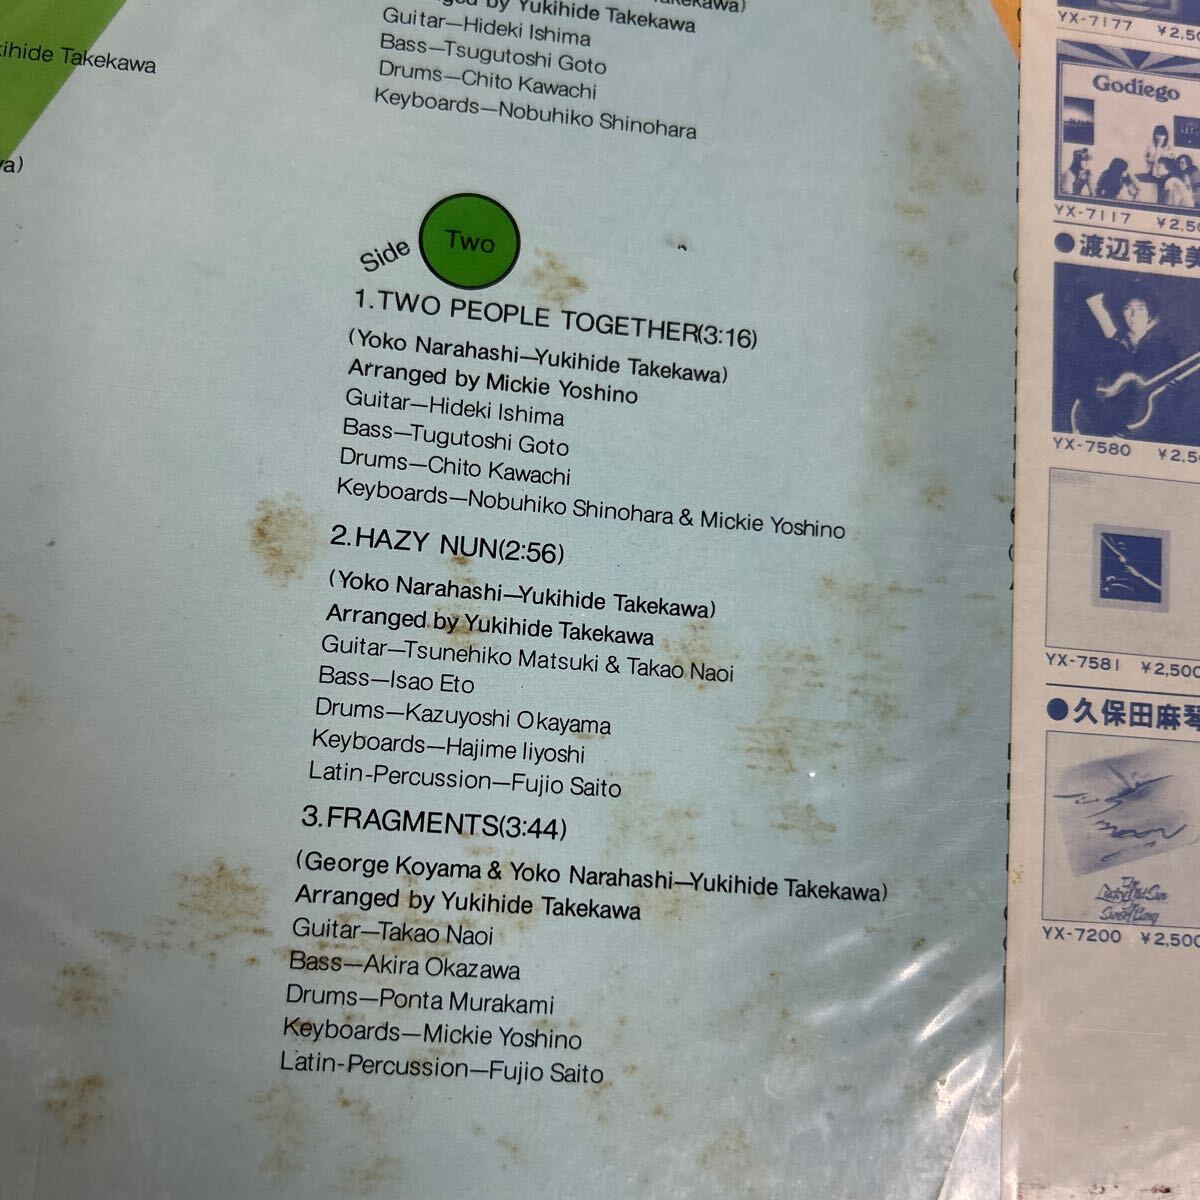 Takekawa)
by Yukihide Takekawa
Guitar—Hideki Ishima
Bass—Tsugutoshi Goto
Drums—Chito Kawachi
Keyboards—Nobuhiko Shinohara
Takekawa
Side Two
1.TWO PEOPLE TOGETHER(3:16)
(Yoko Narahashi—Yukihide Takekawa)
Arranged by Mickie Yoshino
Guitar—Hideki Ishima
Bass—Tugutoshi Goto
Drums—Chito Kawachi
Keyboards—Nobuhiko Shinohara & Mickie Yoshino
2.HAZY NUN(2:56)
(Yoko Narahashi—Yukihide Takekawa)
Arranged by Yukihide Takekawa
Guitar—Tsunehiko Matsuki & Takao Naoi
Bass—Isao Eto
Drums—Kazuyoshi Okayama
Keyboards—Hajime Iiyoshi
Latin-Percussion—Fujio Saito
3.FRAGMENTS(3:44)
(George Koyama & Yoko Narahashi—Yukihide Takekawa)
Arranged by Yukihide Takekawa
Guitar—Takao Naoi
Bass—Akira Okazawa
Drums—Ponta Murakami
Keyboards—Mickie Yoshino
Latin-Percussion—Fujio Saito
YX-7177
Godiego
YX-7117
●渡辺香津美
YX-7580
YX-7581 ¥2,500
●久保田麻琴
The
YX-7200 ¥2,500